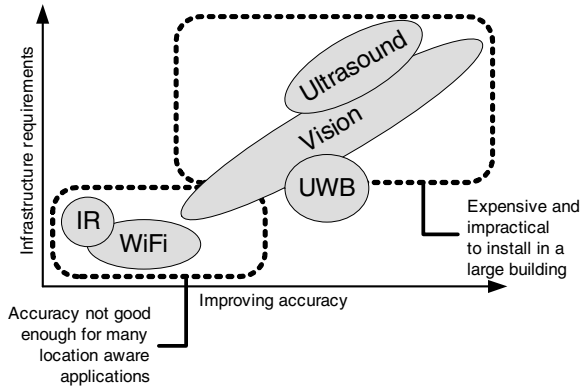 Infrastructure requirements
Ultrasound
Vision
UWB
IR
WiFi
Expensive and
impractical
to install in a
large building
Improving accuracy
Accuracy not good
enough for many
location aware
applications